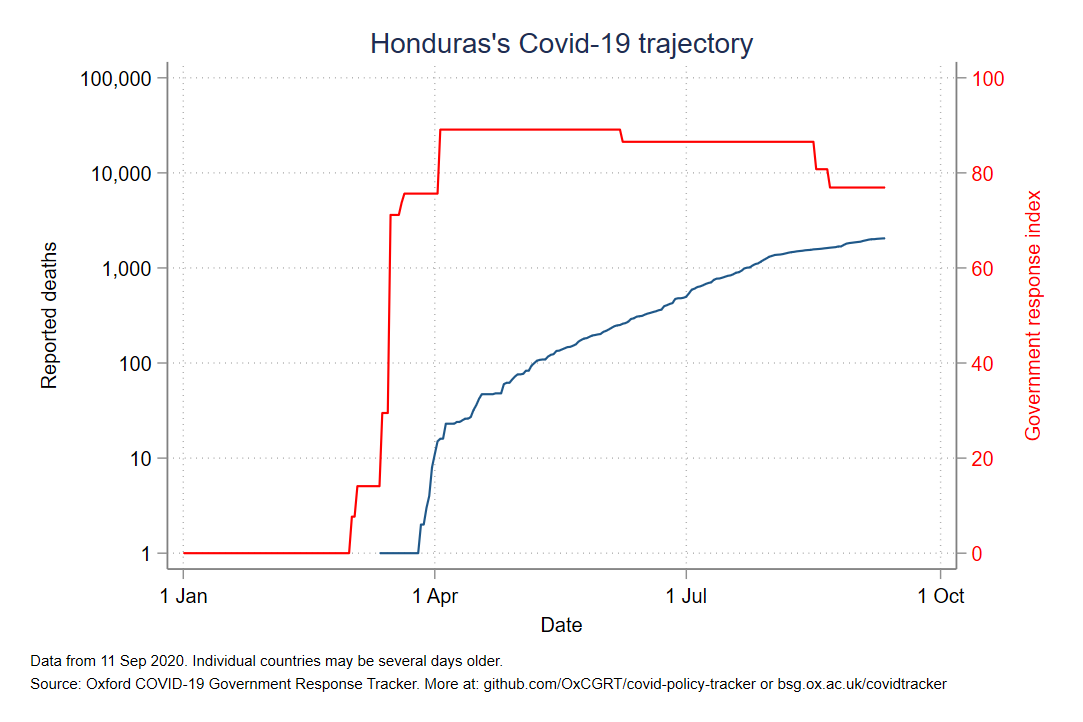 Honduras's Covid-19 trajectory
100,000
10,000
1,000
100
10
1
Reported deaths
100
80
60
40
20
0
Government response index
1 Jan
1 Apr
1 Jul
1 Oct
Date
Data from 11 Sep 2020. Individual countries may be several days older.
Source: Oxford COVID-19 Government Response Tracker. More at: github.com/OxCGRT/covid-policy-tracker or bsg.ox.ac.uk/covidtracker